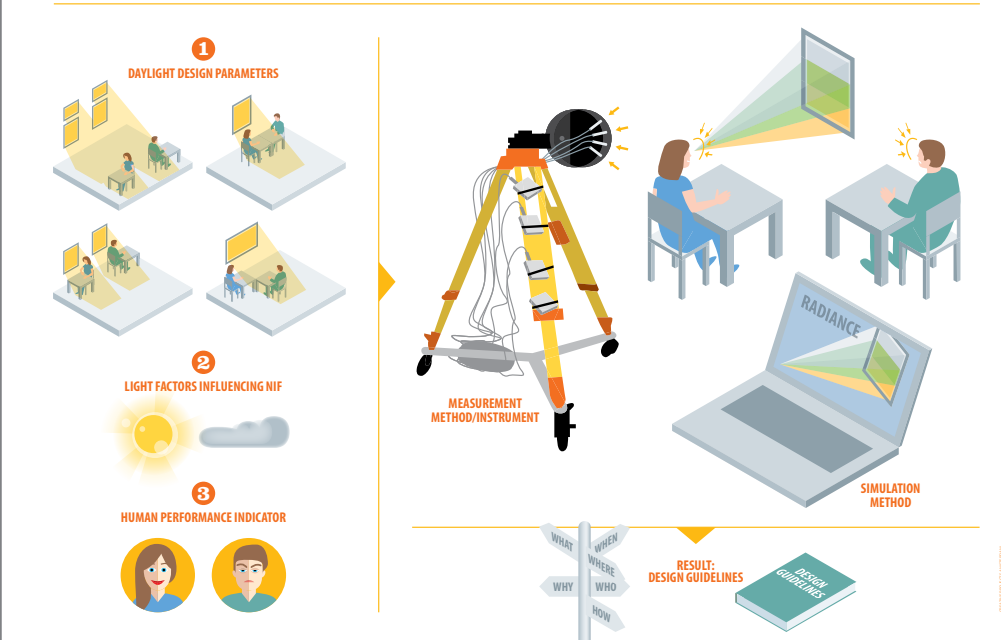 1
DAYLIGHT DESIGN PARAMETERS
2
LIGHT FACTORS INFLUENCING NIF
3
HUMAN PERFORMANCE INDICATOR
MEASUREMENT
METHOD/INSTRUMENT
RADIANCE
SIMULATION
METHOD
WHAT
WHEN
WHERE
WHY
WHO
HOW
RESULT:
DESIGN GUIDELINES
DESIGN
GUIDELINES